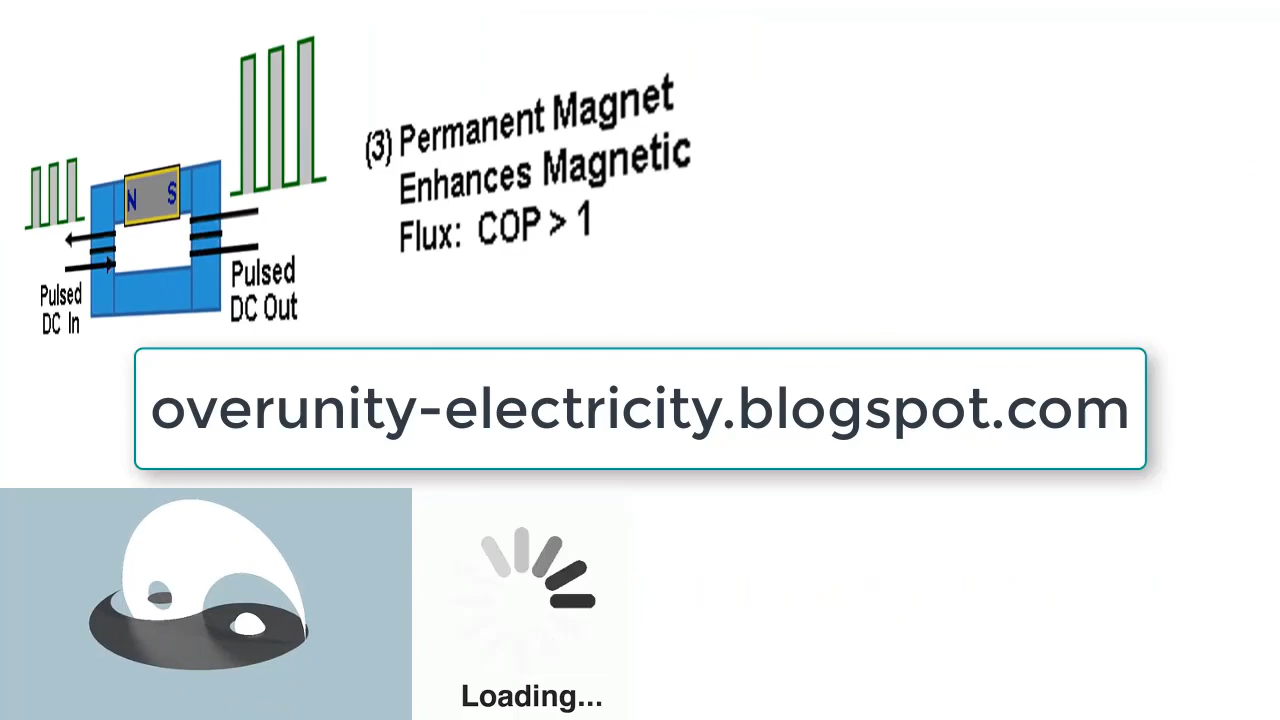 (3) Permanent Magnet
Enhances Magnetic
Flux: COP > 1
N S
Pulsed
DC In
Pulsed
DC Out
overunity-electricity.blogspot.com
Loading...